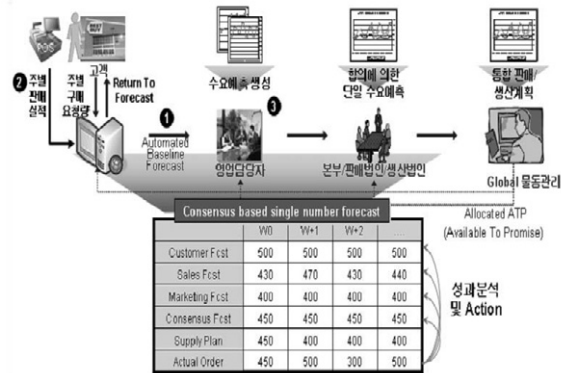 POS
고객
❷ 주별 판매 실적
주별 구매 요청량
Return To Forecast
❶
Automated Baseline Forecast
수요예측 생성
❸
영업담당자
합의에 의한 단일 수요예측
본부/판매법인/생산법인
통합 판매/생산계획
Global 물동관리
Allocated ATP
(Available To Promise)
Consensus based single number forecast
W0 W+1 W+2 ....
Customer Fcst 500 500 500 500
Sales Fcst 430 470 430 440
Marketing Fcst 400 400 400 400
Consensus Fcst 450 450 450 450
Supply Plan 450 400 400 400
Actual Order 450 500 300 500
성과분석
및 Action